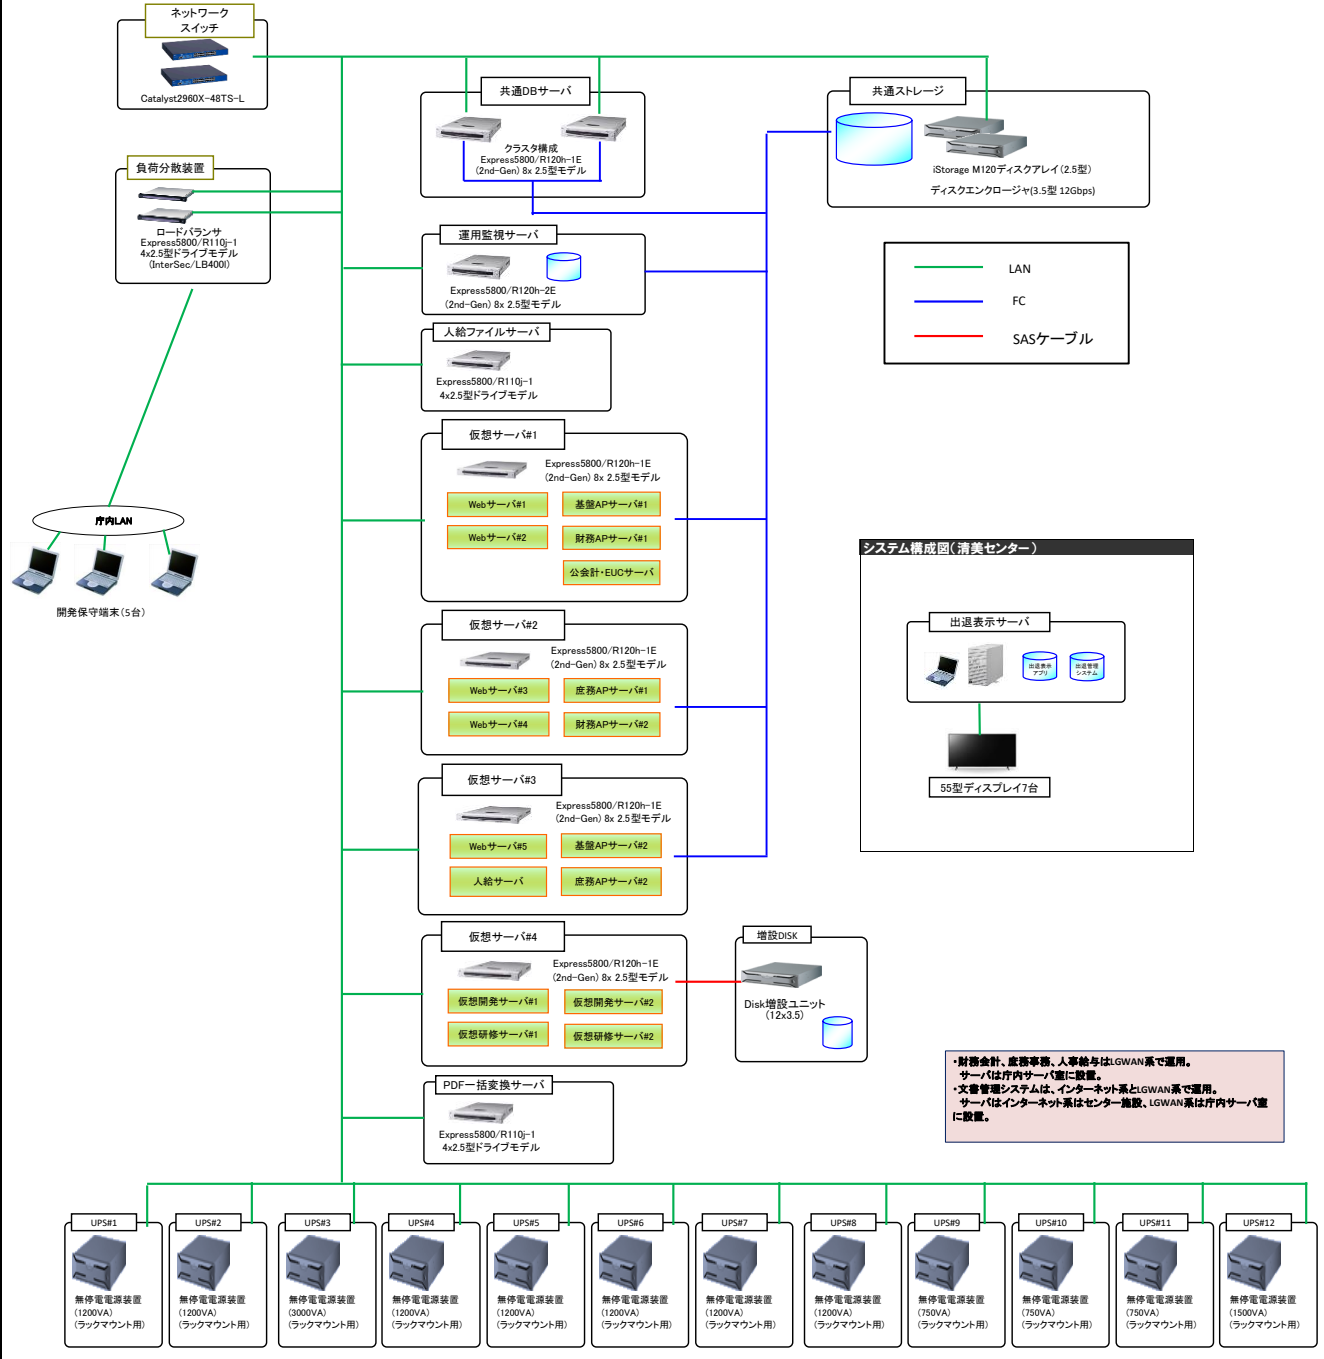 ネットワーク
スイッチ
Catalyst2960X-48TS-L
負荷分散装置
ロードバランサ
Express5800/R110j-1
4x2.5型ドライブモデル
(InterSec/LB400l)
庁内LAN
開発保守端末(5台)
共通DBサーバ
クラスタ構成
Express5800/R120h-1E
(2nd-Gen) 8x 2.5型モデル
共通ストレージ
iStorage M120ディスクアレイ(2.5型)
ディスクエンクロージャ(3.5型 12Gbps)
運用監視サーバ
Express5800/R120h-2E
(2nd-Gen) 8x 2.5型モデル
LAN
FC
SASケーブル
人給ファイルサーバ
Express5800/R110j-1
4x2.5型ドライブモデル
仮想サーバ#1
Express5800/R120h-1E
(2nd-Gen) 8x 2.5型モデル
Webサーバ#1
基盤APサーバ#1
Webサーバ#2
財務APサーバ#1
公会計・EUCサーバ
仮想サーバ#2
Express5800/R120h-1E
(2nd-Gen) 8x 2.5型モデル
Webサーバ#3
庶務APサーバ#1
Webサーバ#4
財務APサーバ#2
仮想サーバ#3
Express5800/R120h-1E
(2nd-Gen) 8x 2.5型モデル
Webサーバ#5
基盤APサーバ#2
人給サーバ
庶務APサーバ#2
仮想サーバ#4
Express5800/R120h-1E
(2nd-Gen) 8x 2.5型モデル
仮想開発サーバ#1
仮想開発サーバ#2
仮想研修サーバ#1
仮想研修サーバ#2
増設DISK
Disk増設ユニット
(12x3.5)
PDF一括変換サーバ
Express5800/R110j-1
4x2.5型ドライブモデル
システム構成図(清美センター)
出退表示サーバ
出退表示
アプリ
出退管理
システム
55型ディスプレイ7台
・財務会計、庶務事務、人事給与はLGWAN系で運用。
サーバは庁内サーバ室に設置。
・文書管理システムは、インターネット系とLGWAN系で運用。
サーバはインターネット系はセンター施設、LGWAN系は庁内サーバ室
に設置。
UPS#1
無停電電源装置
(1200VA)
(ラックマウント用)
UPS#2
無停電電源装置
(1200VA)
(ラックマウント用)
UPS#3
無停電電源装置
(3000VA)
(ラックマウント用)
UPS#4
無停電電源装置
(1200VA)
(ラックマウント用)
UPS#5
無停電電源装置
(1200VA)
(ラックマウント用)
UPS#6
無停電電源装置
(1200VA)
(ラックマウント用)
UPS#7
無停電電源装置
(1200VA)
(ラックマウント用)
UPS#8
無停電電源装置
(1200VA)
(ラックマウント用)
UPS#9
無停電電源装置
(750VA)
(ラックマウント用)
UPS#10
無停電電源装置
(750VA)
(ラックマウント用)
UPS#11
無停電電源装置
(750VA)
(ラックマウント用)
UPS#12
無停電電源装置
(1500VA)
(ラックマウント用)